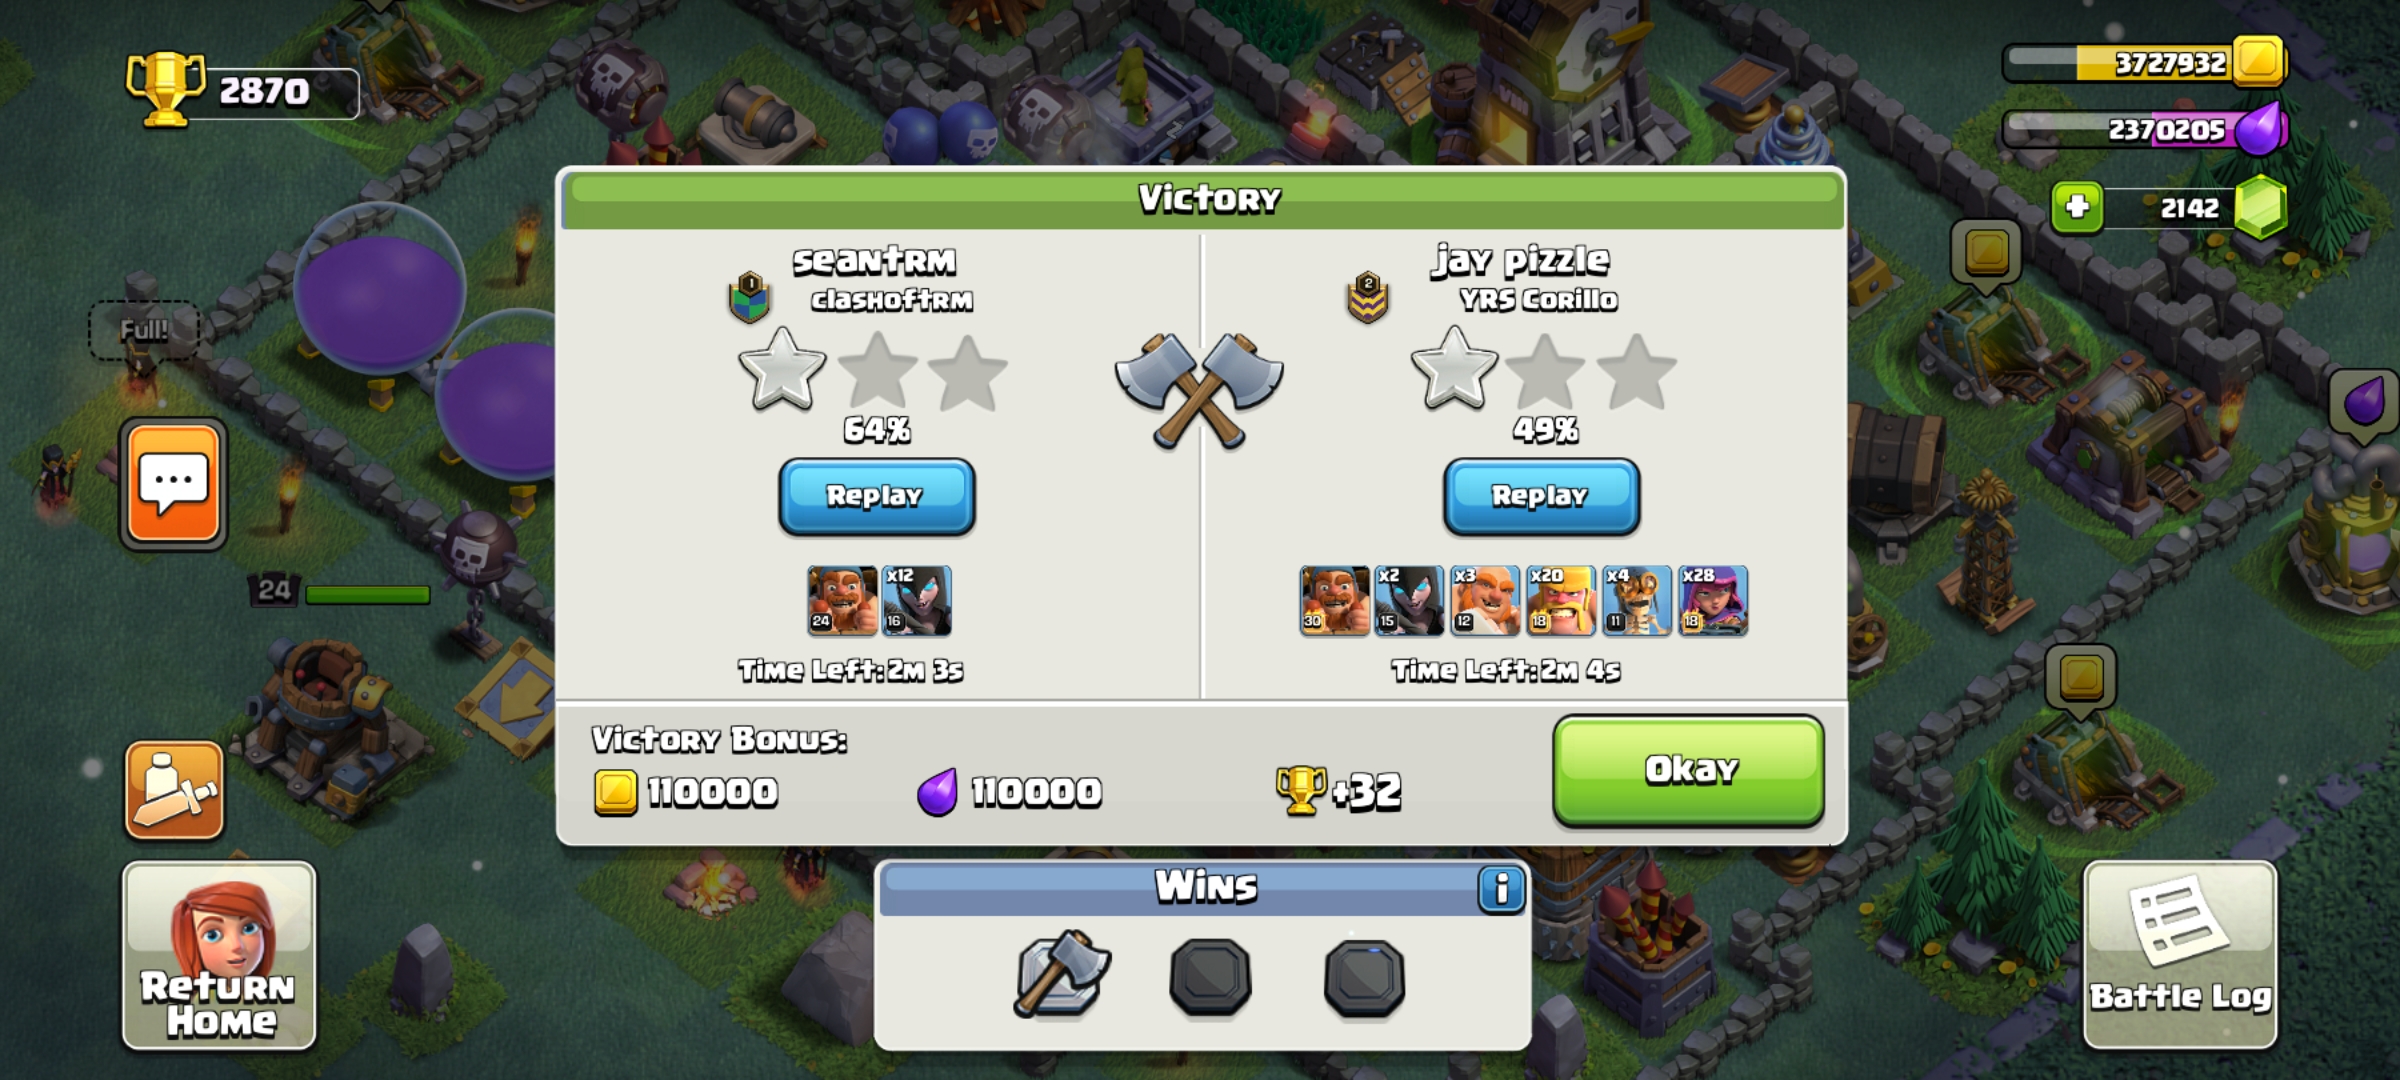 2870
3727932
2370205
2142
Full!
24
Victory
seantrm
1
clashoftrm
64%
Replay
24
x12
16
Time Left:2m 3s
jay pizzle
2
YRS Corillo
49%
Replay
30
x2
15
x3
12
x20
18
x4
11
x28
18
Time Left:2m 4s
Victory Bonus:
110000
110000
+32
Okay
Wins
i
Return
Home
Battle Log